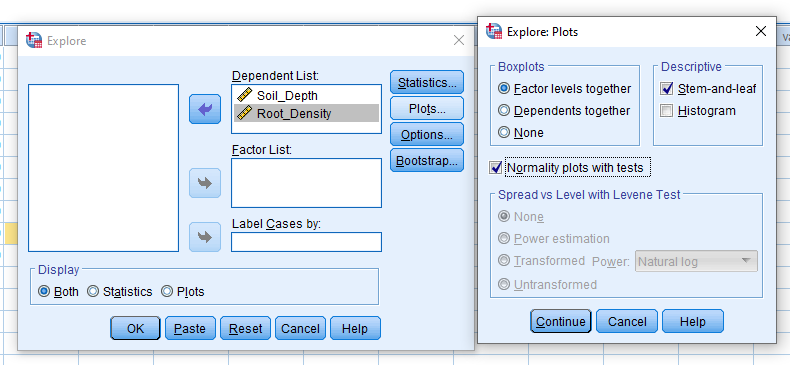 Explore
Dependent List:
Soil_Depth
Root_Density
Factor List:
Label Cases by:
Statistics...
Plots...
Options...
Bootstrap...
Display
Both Statistics Plots
OK Paste Reset Cancel Help
Explore: Plots
Boxplots
Factor levels together
Dependents together
None
Descriptive
Stem-and-leaf
Histogram
Normality plots with tests
Spread vs Level with Levene Test
None
Power estimation
Transformed Power: Natural log
Untransformed
Continue Cancel Help
va